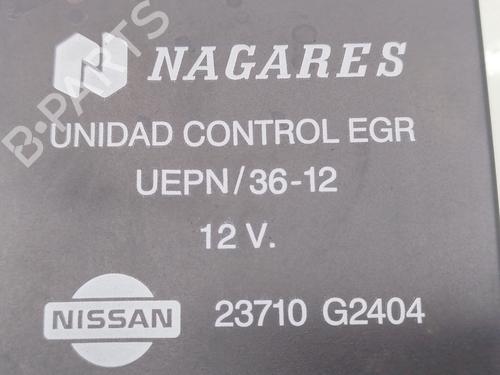 NAGARES
UNIDAD CONTROL EGR
UEPN/36-12
12 V.
NISSAN 23710 G2404
B-PARTS